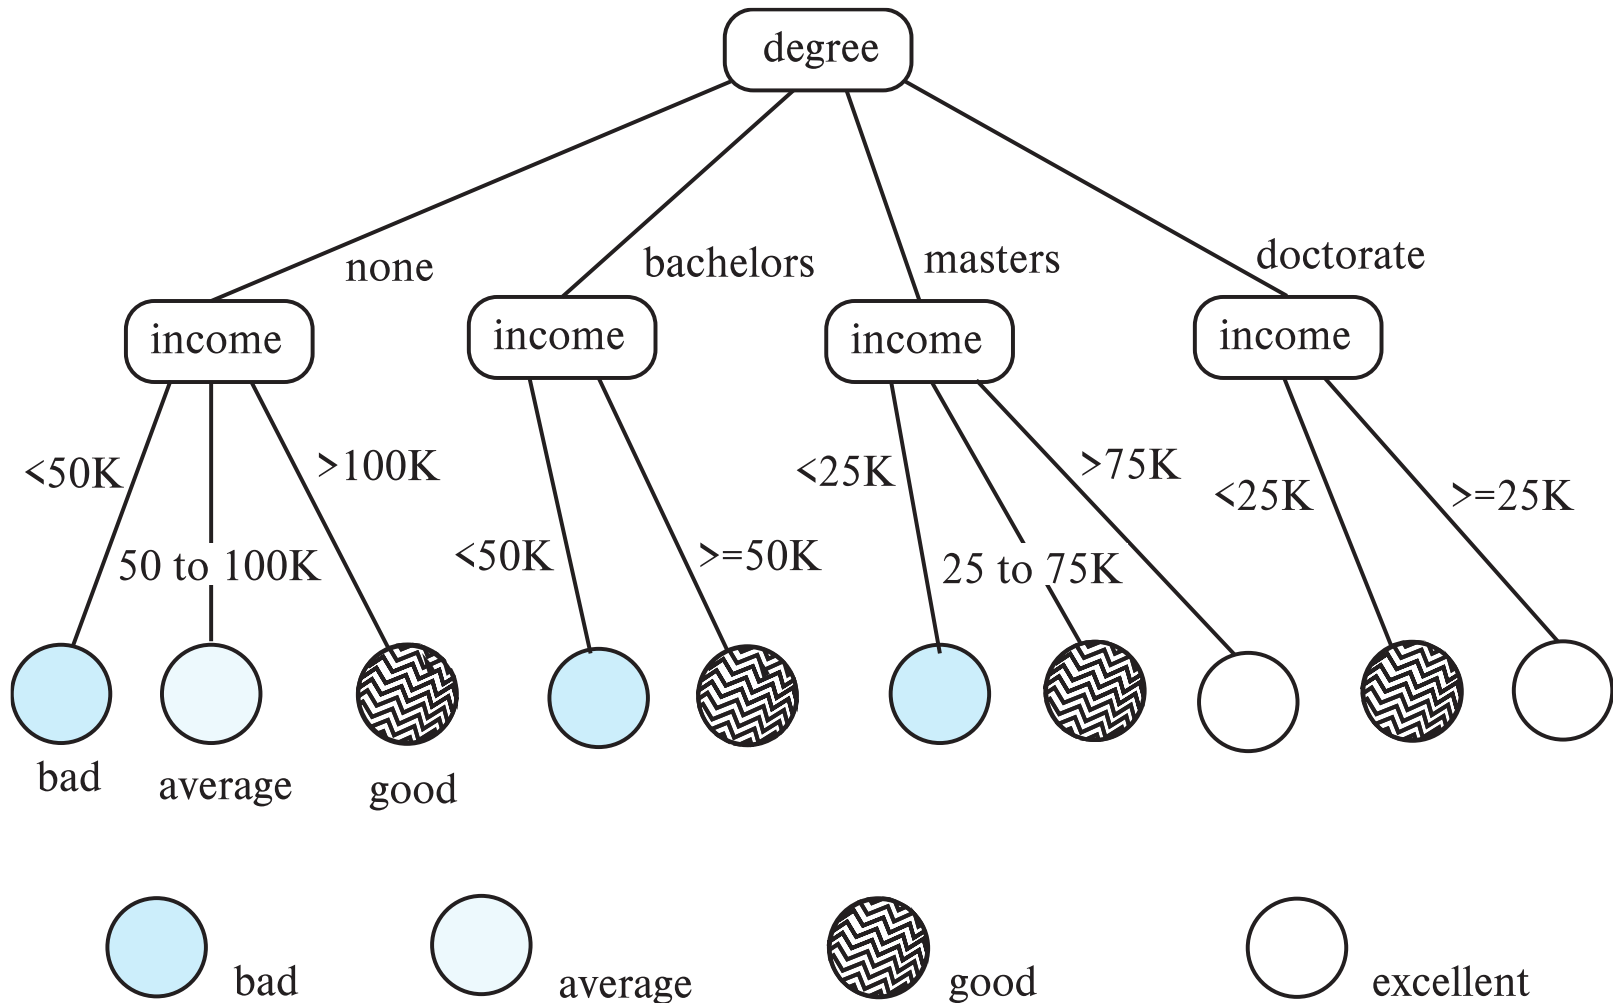 degree
none
bachelors
masters
doctorate
income
income
income
income
<50K
50 to 100K
>100K
<50K
>=50K
<25K
25 to 75K
>75K
<25K
>=25K
bad
average
good
bad
average
good
excellent